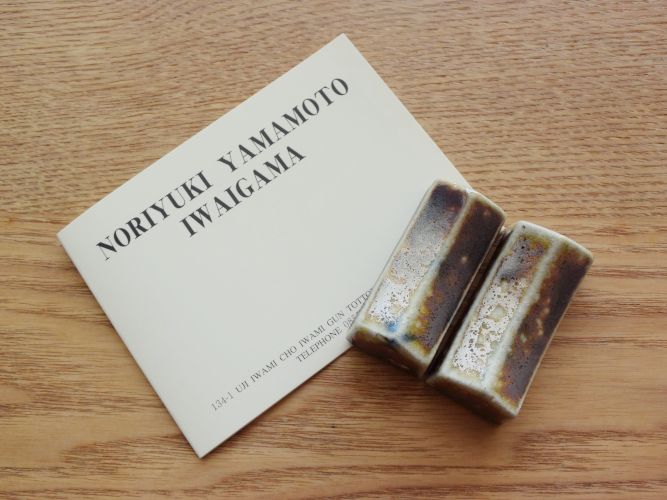 NORIYUKI YAMAMOTO
IWAIGAMA
134-1 UJI IWAMI CHO IWAMI GUN
TELEPHONE